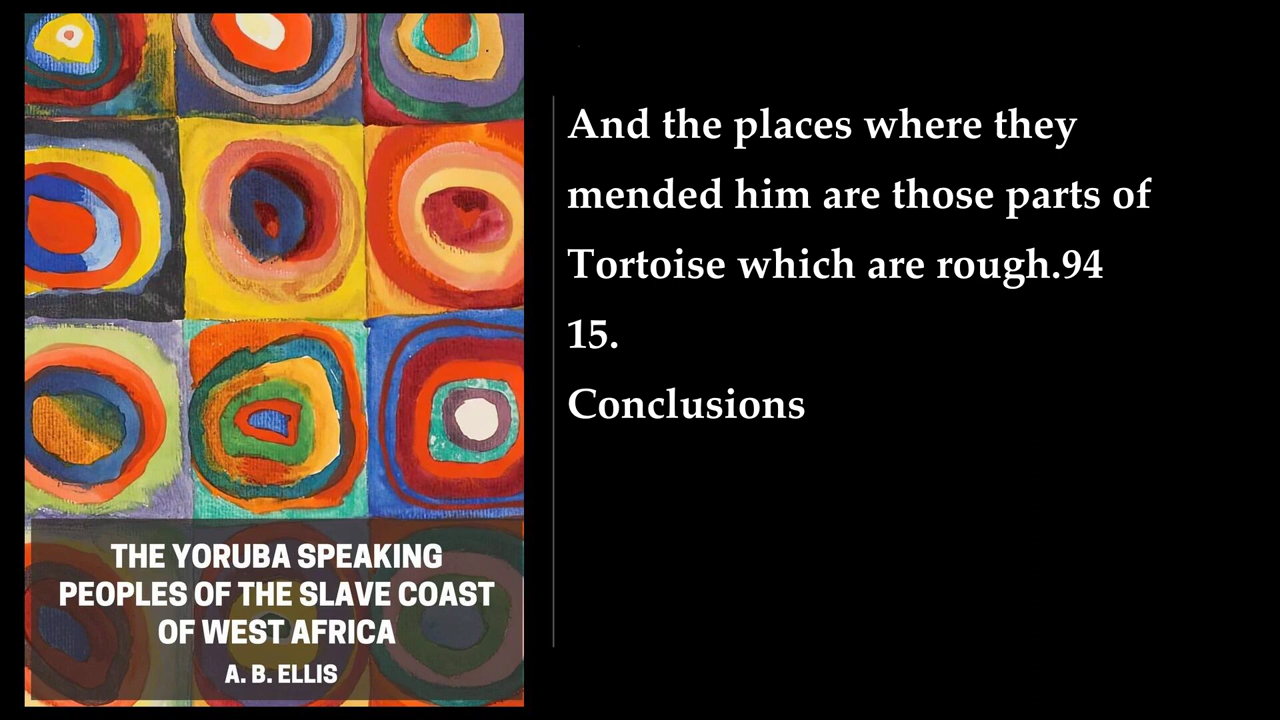 THE YORUBA SPEAKING
PEOPLES OF THE SLAVE COAST
OF WEST AFRICA
A. B. ELLIS
And the places where they
mended him are those parts of
Tortoise which are rough.94
15.
Conclusions